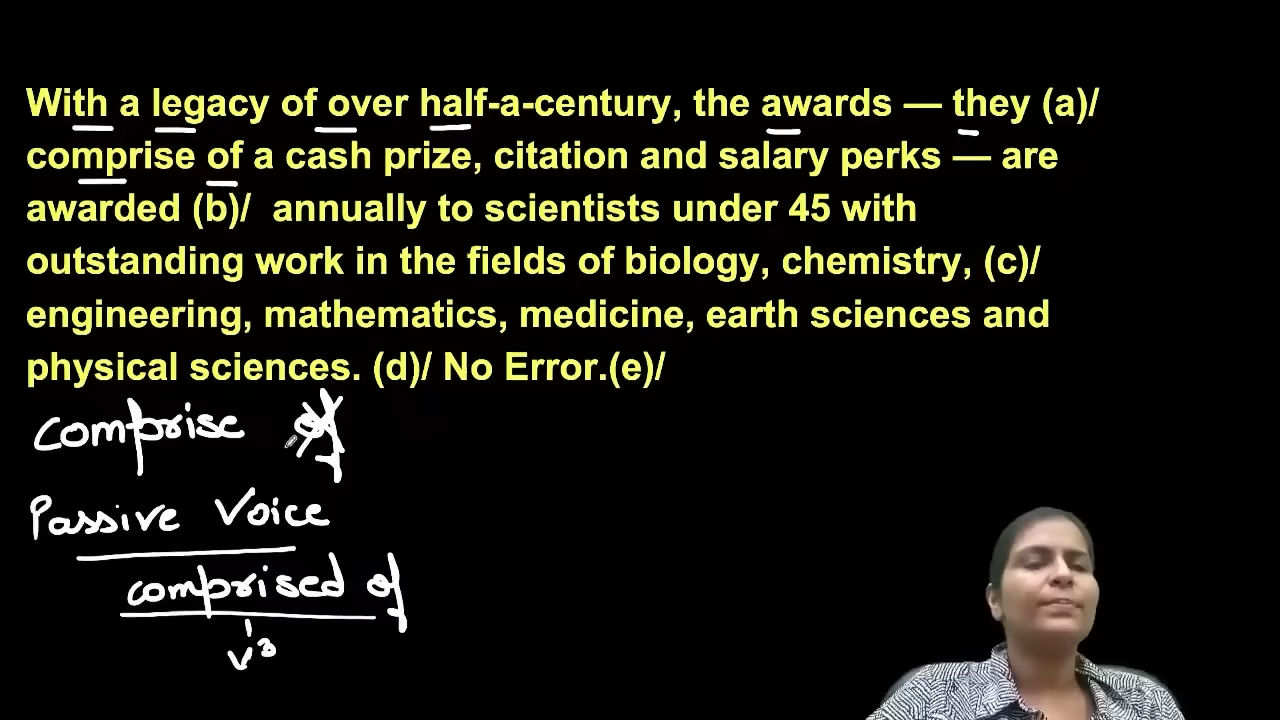 With a legacy of over half-a-century, the awards — they (a)/
comprise of a cash prize, citation and salary perks — are
awarded (b)/ annually to scientists under 45 with
outstanding work in the fields of biology, chemistry, (c)/
engineering, mathematics, medicine, earth sciences and
physical sciences. (d)/ No Error.(e)/
comprise of
Passive Voice
comprised of
V3